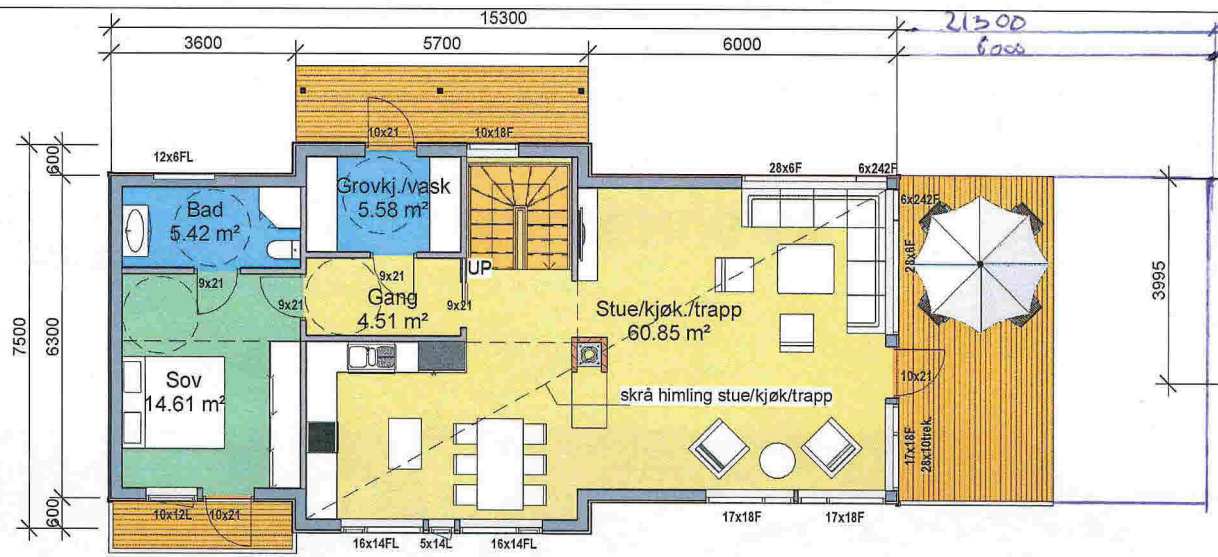 15300
21300
3600
5700
6000
6000
600
6300
7500
600
3995
12x6FL
10x21
10x18F
28x6F
6x242F
6x242F
28x6F
Bad
5.42 m²
Grovkj./vask
5.58 m²
UP
9x21
9x21
9x21
9x21
Gang
4.51 m²
Stue/kjøk./trapp
60.85 m²
Sov
14.61 m²
skrå himling stue/kjøk/trapp
10x21
17x18F
28x10trek.
10x12L
10x21
16x14FL
5x14L
16x14FL
17x18F
17x18F